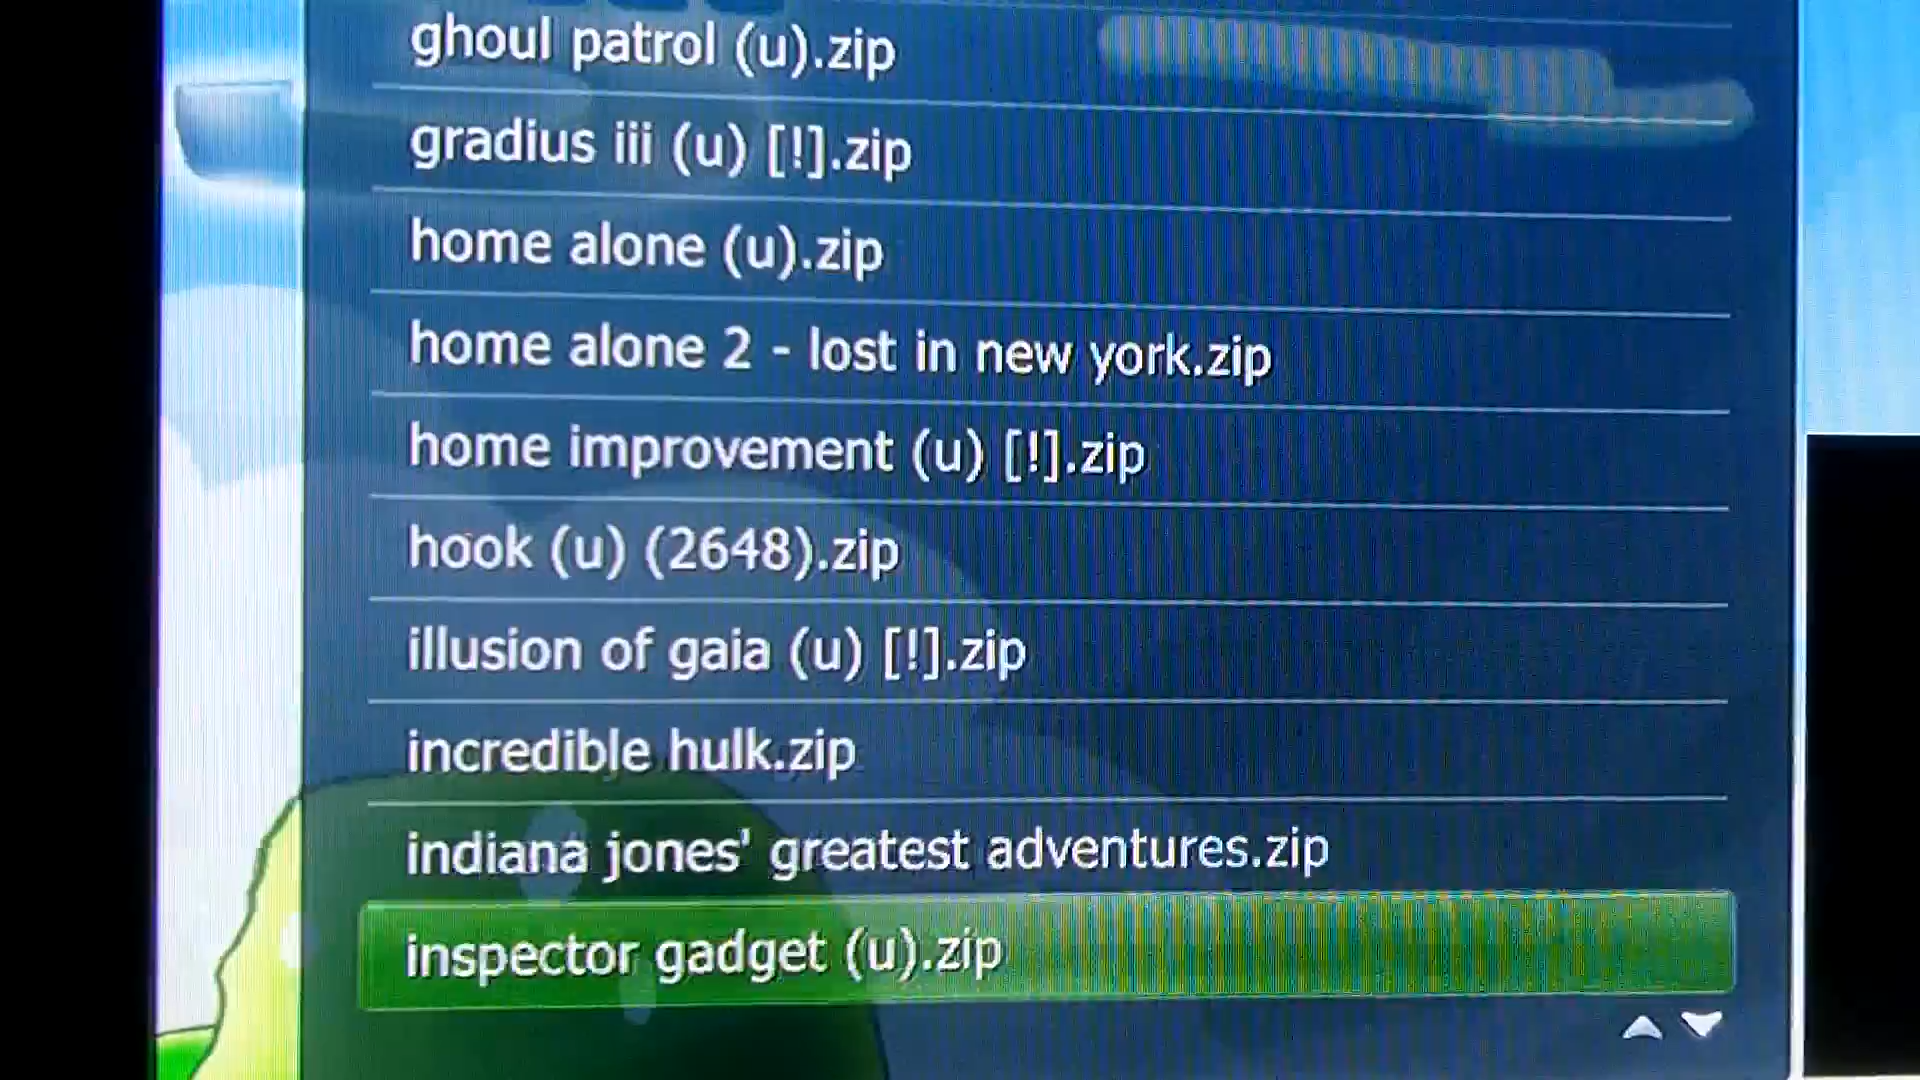 ghoul patrol (u).zip
gradius iii (u) [!].zip
home alone (u).zip
home alone 2 - lost in new york.zip
home improvement (u) [!].zip
hook (u) (2648).zip
illusion of gaia (u) [!].zip
incredible hulk.zip
indiana jones' greatest adventures.zip
inspector gadget (u).zip